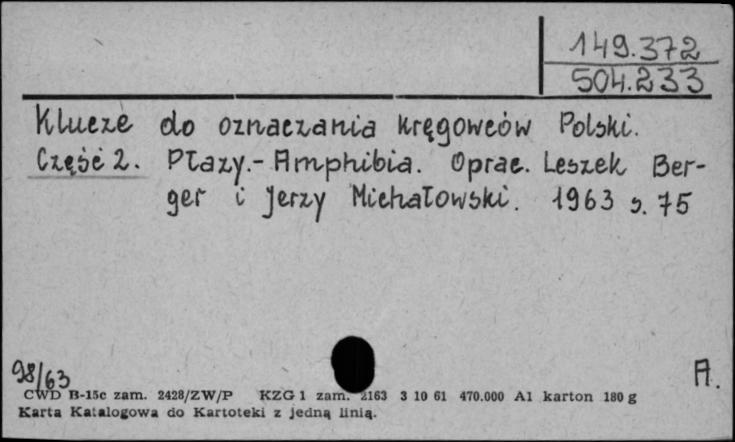 149.372
504.233
Klucze do oznaczania kręgowców Polski.
Część 2. Płazy.- Amphibia. Oprac. Leszek Ber-
ger i Jerzy Michałowski. 1963 s. 75
98/63
A.
CWD B-15c zam. 2428/ZW/P KZG 1 zam. 2163 3 10 61 470.000 A1 karton 180 g
Karta Katalogowa do Kartoteki z jedną linią.